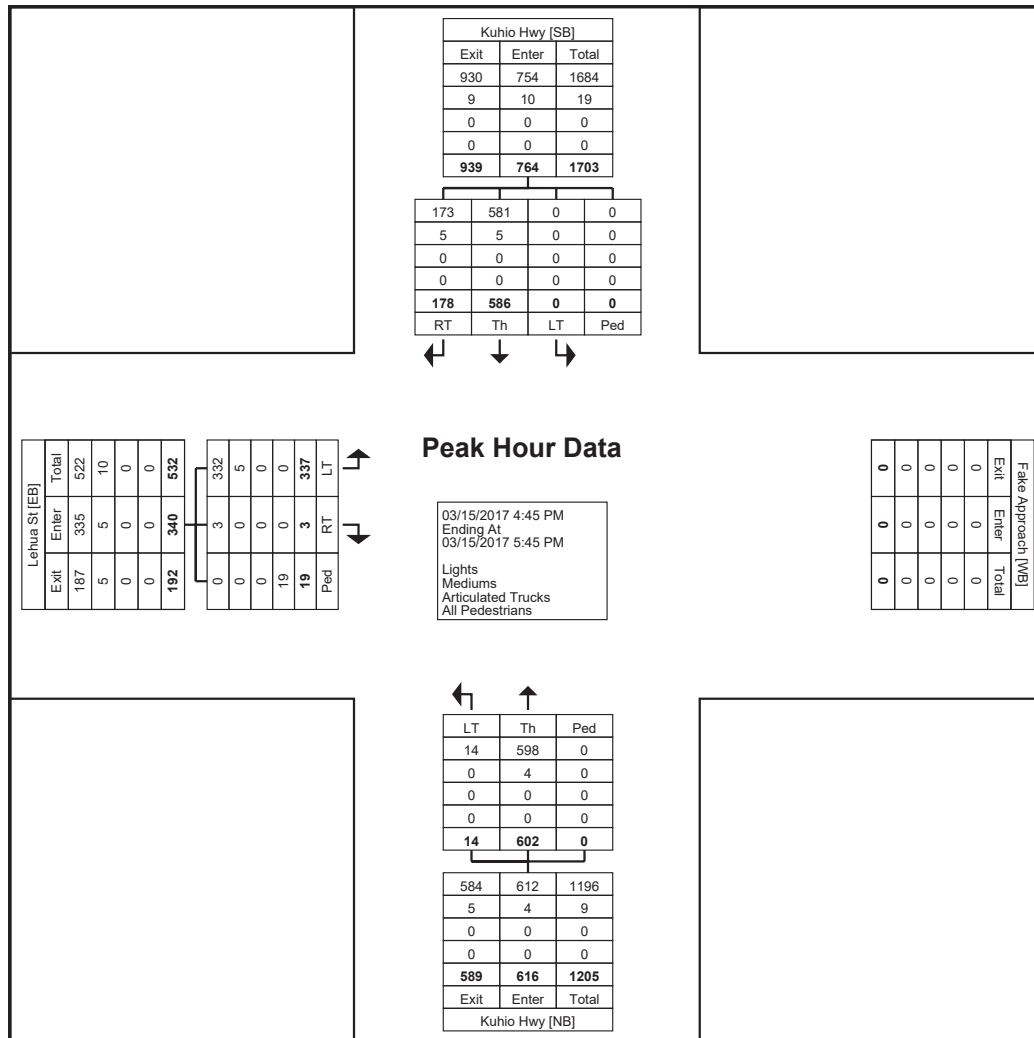 Kuhio Hwy [SB]
Exit Enter Total
930 754 1684
9 10 19
0 0 0
0 0 0
939 764 1703
173 581 0 0
5 5 0 0
0 0 0 0
0 0 0 0
178 586 0 0
RT Th LT Ped
Lehua St [EB]
Total 522 10 0 0 532
Enter 335 5 0 0 340
Exit 187 5 0 0 192
332 5 0 0 337 LT
3 0 0 0 3 RT
0 0 0 19 19 Ped
Peak Hour Data
03/15/2017 4:45 PM
Ending At
03/15/2017 5:45 PM
Lights
Mediums
Articulated Trucks
All Pedestrians
Fake Approach [WB]
Exit Enter Total
0 0 0
0 0 0
0 0 0
0 0 0
0 0 0
LT Th Ped
14 598 0
0 4 0
0 0 0
0 0 0
14 602 0
584 612 1196
5 4 9
0 0 0
0 0 0
589 616 1205
Exit Enter Total
Kuhio Hwy [NB]